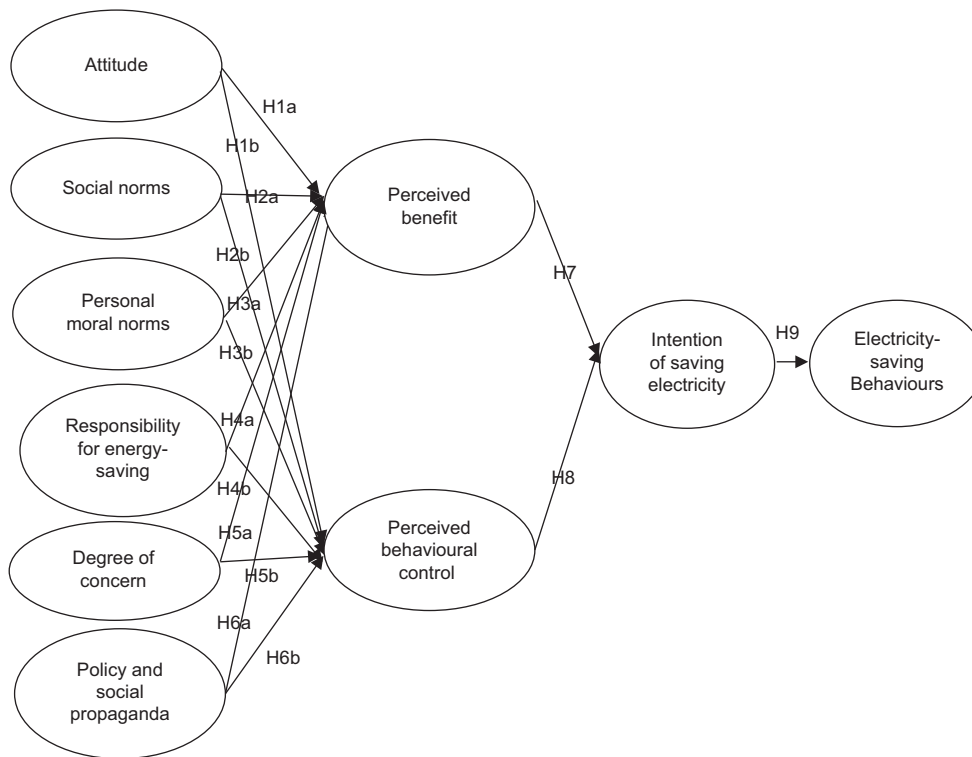 Attitude
H1a
H1b
Social norms
H2a
Perceived
benefit
H2b
Personal
moral norms
H3a
H3b
H7
Intention
of saving
electricity
H9
Electricity-
saving
Behaviours
Responsibility
for energy-
saving
H4a
H4b
H8
Perceived
behavioural
control
Degree of
concern
H5a
H5b
H6a
H6b
Policy and
social
propaganda